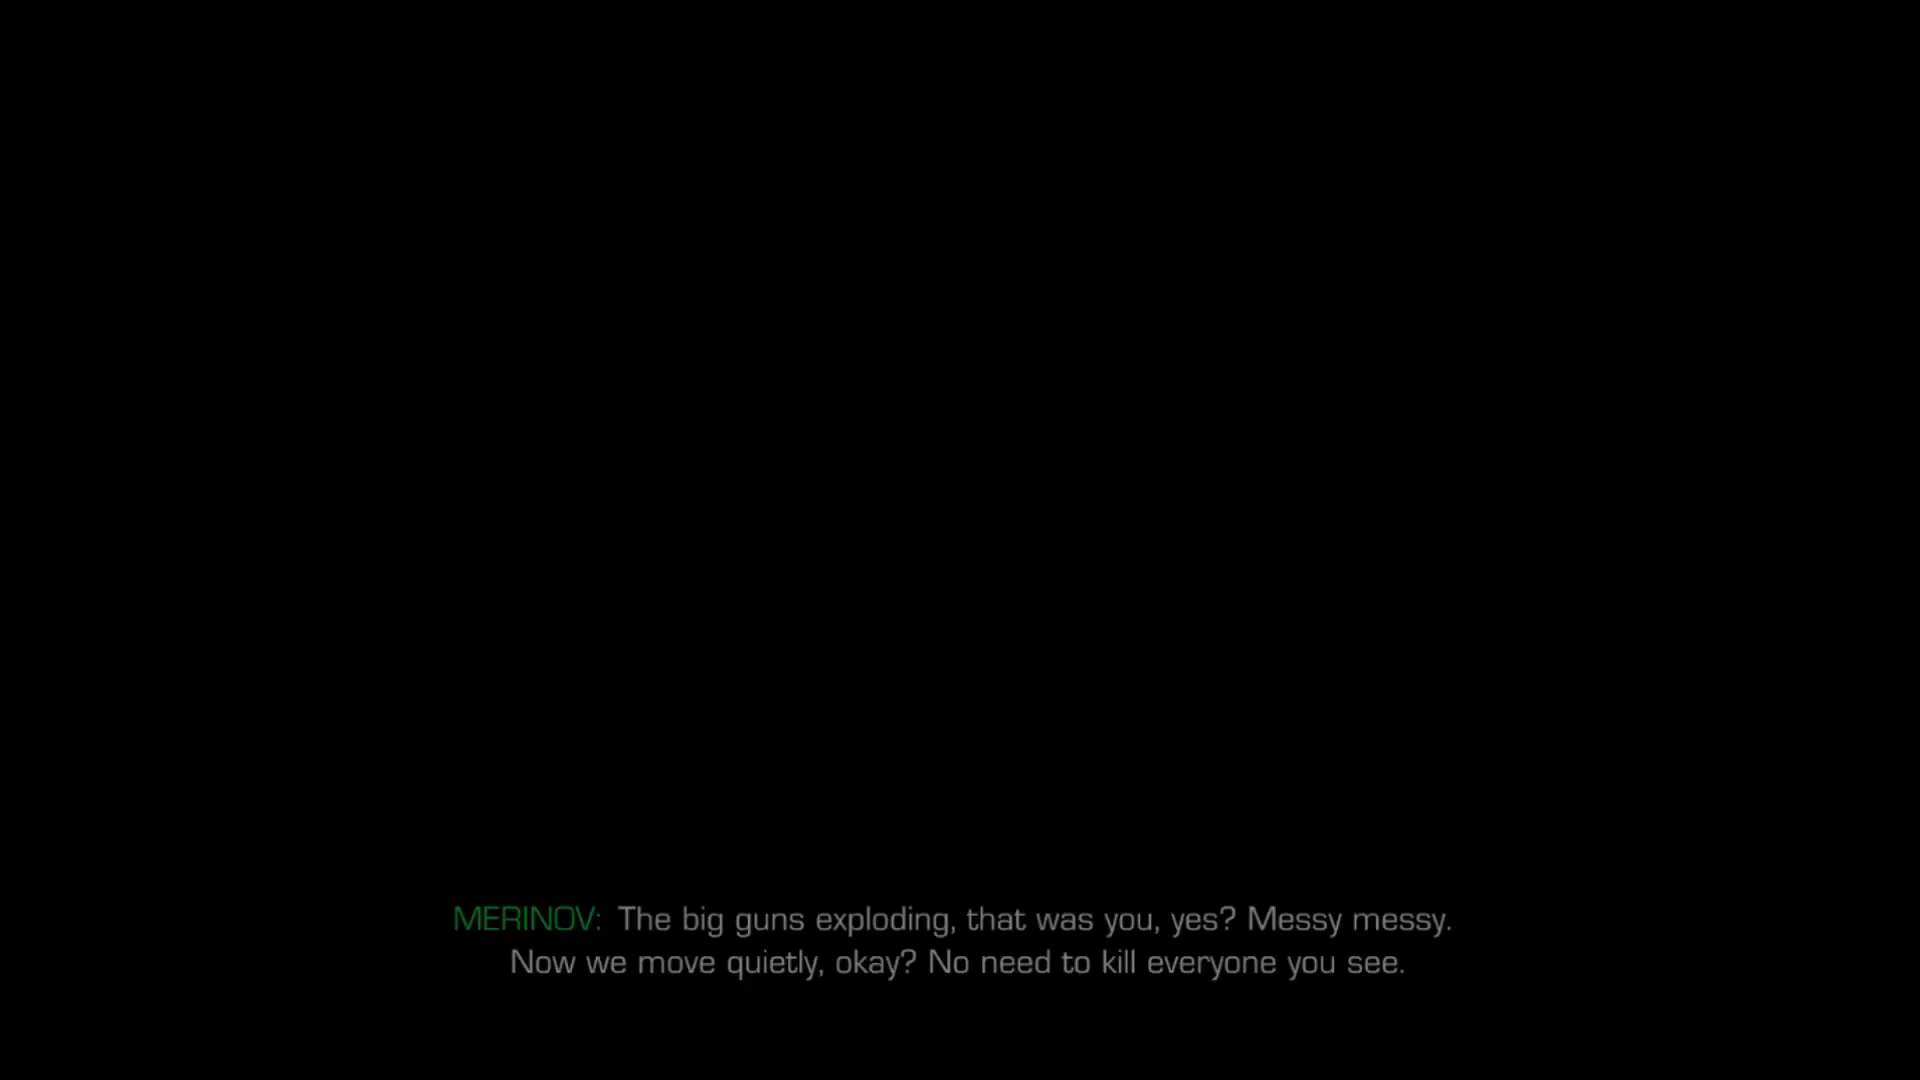 MERINOV: The big guns exploding, that was you, yes? Messy messy.
Now we move quietly, okay? No need to kill everyone you see.